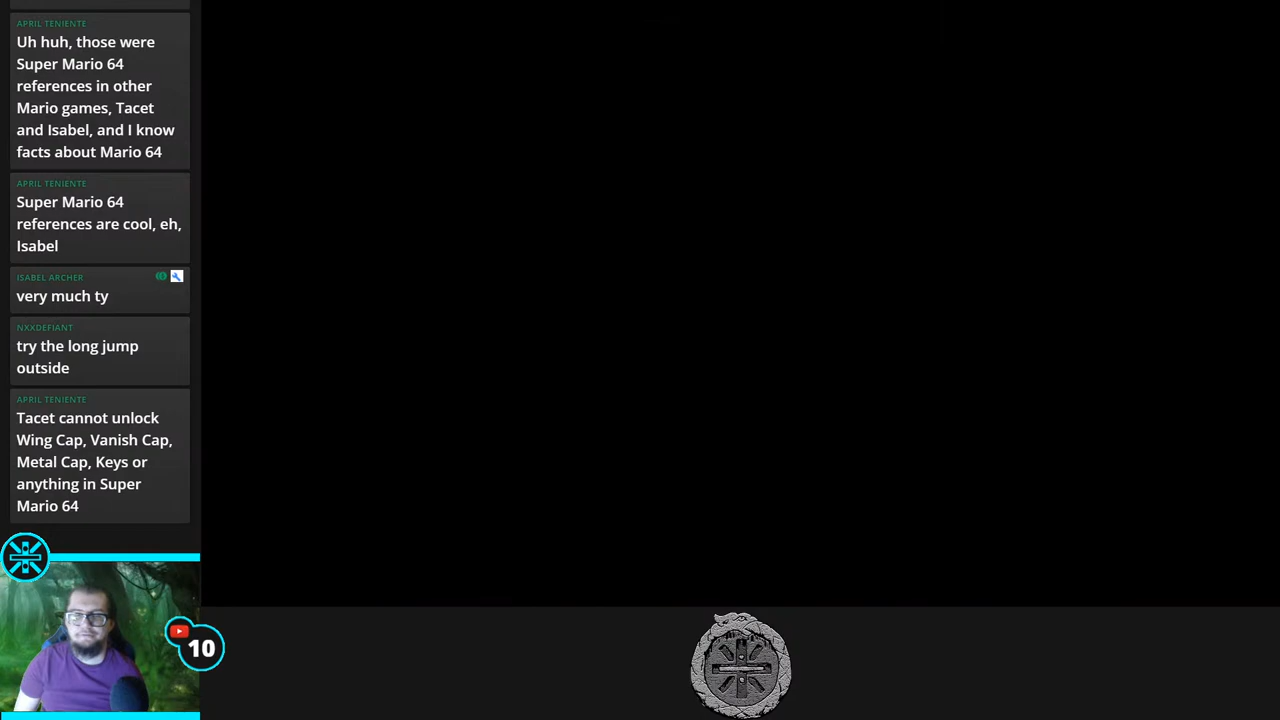 APRIL TENIENTE
Uh huh, those were
Super Mario 64
references in other
Mario games, Tacet
and Isabel, and I know
facts about Mario 64
APRIL TENIENTE
Super Mario 64
references are cool, eh,
Isabel
ISABEL ARCHER
very much ty
NXXDEFIANT
try the long jump
outside
APRIL TENIENTE
Tacet cannot unlock
Wing Cap, Vanish Cap,
Metal Cap, Keys or
anything in Super
Mario 64
10